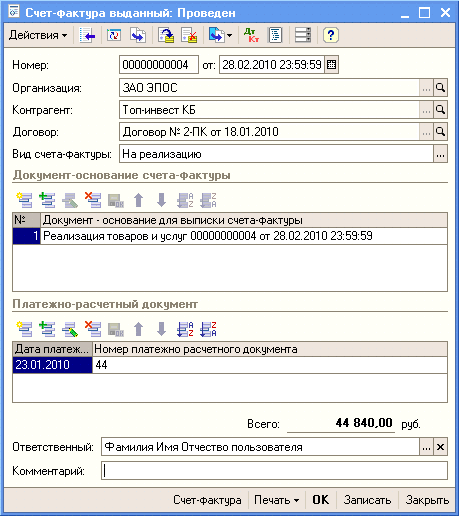 Счет-фактура выданный: Проведен
Действия
Дт Кт
?
Номер: 00000000004 от: 28.02.2010 23:59:59
Организация: ЗАО ЭПОС ...
Контрагент: Топ-инвест КБ ...
Договор: Договор № 2-ПК от 18.01.2010 ...
Вид счета-фактуры: На реализацию ...
Документ-основание счета-фактуры
№ Документ - основание для выписки счета-фактуры
1 Реализация товаров и услуг 00000000004 от 28.02.2010 23:59:59
Платежно-расчетный документ
Дата платеж... Номер платежно расчетного документа
23.01.2010 44
Всего: 44 840,00 руб.
Ответственный: Фамилия Имя Отчество пользователя ... ×
Комментарий:
Счет-фактура Печать OK Записать Закрыть